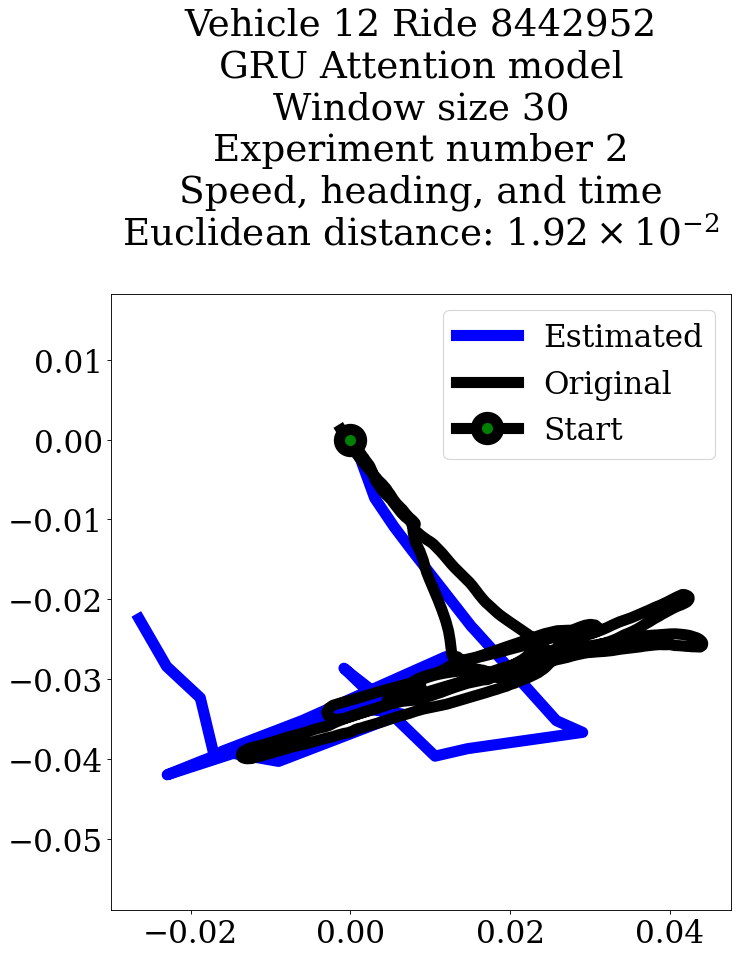 Vehicle 12 Ride 8442952
GRU Attention model
Window size 30
Experiment number 2
Speed, heading, and time
Euclidean distance: 1.92 × 10⁻²
Estimated
Original
Start
0.01
0.00
−0.01
−0.02
−0.03
−0.04
−0.05
−0.02 0.00 0.02 0.04